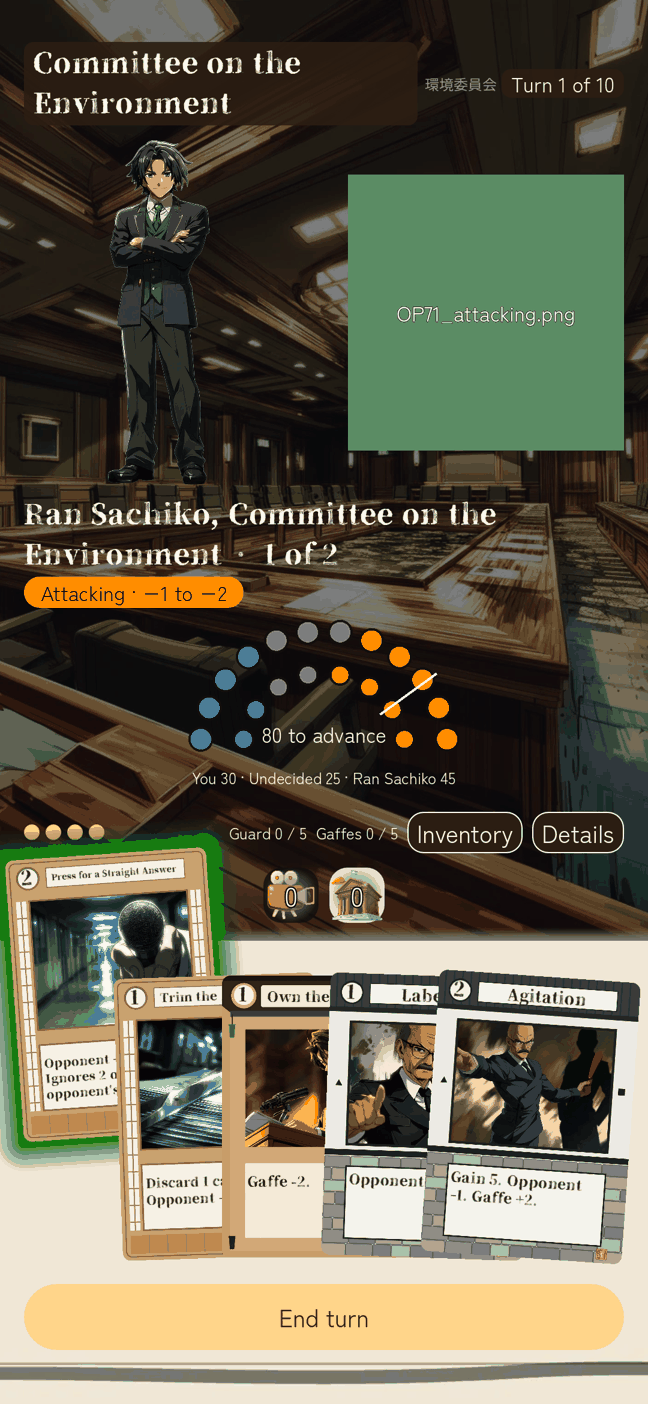 Committee on the
Environment
環境委員会
Turn 1 of 10
OP71_attacking.png
Ran Sachiko, Committee on the
Environment · 1 of 2
Attacking · −1 to −2
80 to advance
You 30 · Undecided 25 · Ran Sachiko 45
Guard 0 / 5 Gaffes 0 / 5
Inventory
Details
0
0
2
Press for a Straight Answer
Opponent
Ignores 2
opponent's
1
Trim the
Discard 1
Opponent
1
Own the
Gaffe -2.
1
Opponent
2
Agitation
Gain 5. Opponent
-1. Gaffe +2.
End turn